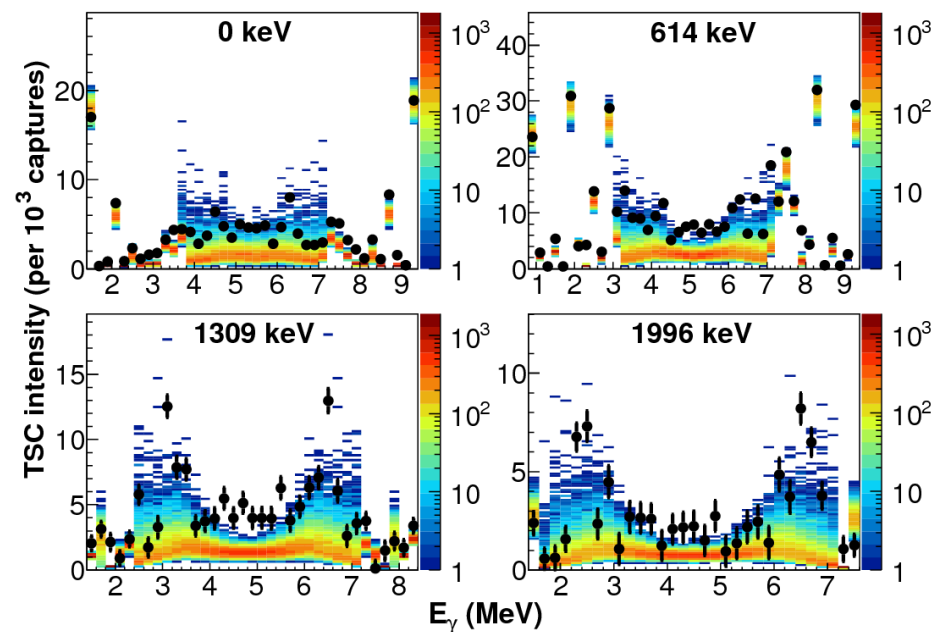 0 keV
614 keV
1309 keV
1996 keV
TSC intensity (per 10³ captures)
E_γ (MeV)
0 10 20
2 3 4 5 6 7 8 9
1 10 10² 10³
0 10 20 30 40
1 2 3 4 5 6 7 8 9
1 10 10² 10³
0 5 10 15
2 3 4 5 6 7 8
1 10 10² 10³
0 5 10
2 3 4 5 6 7
1 10 10² 10³